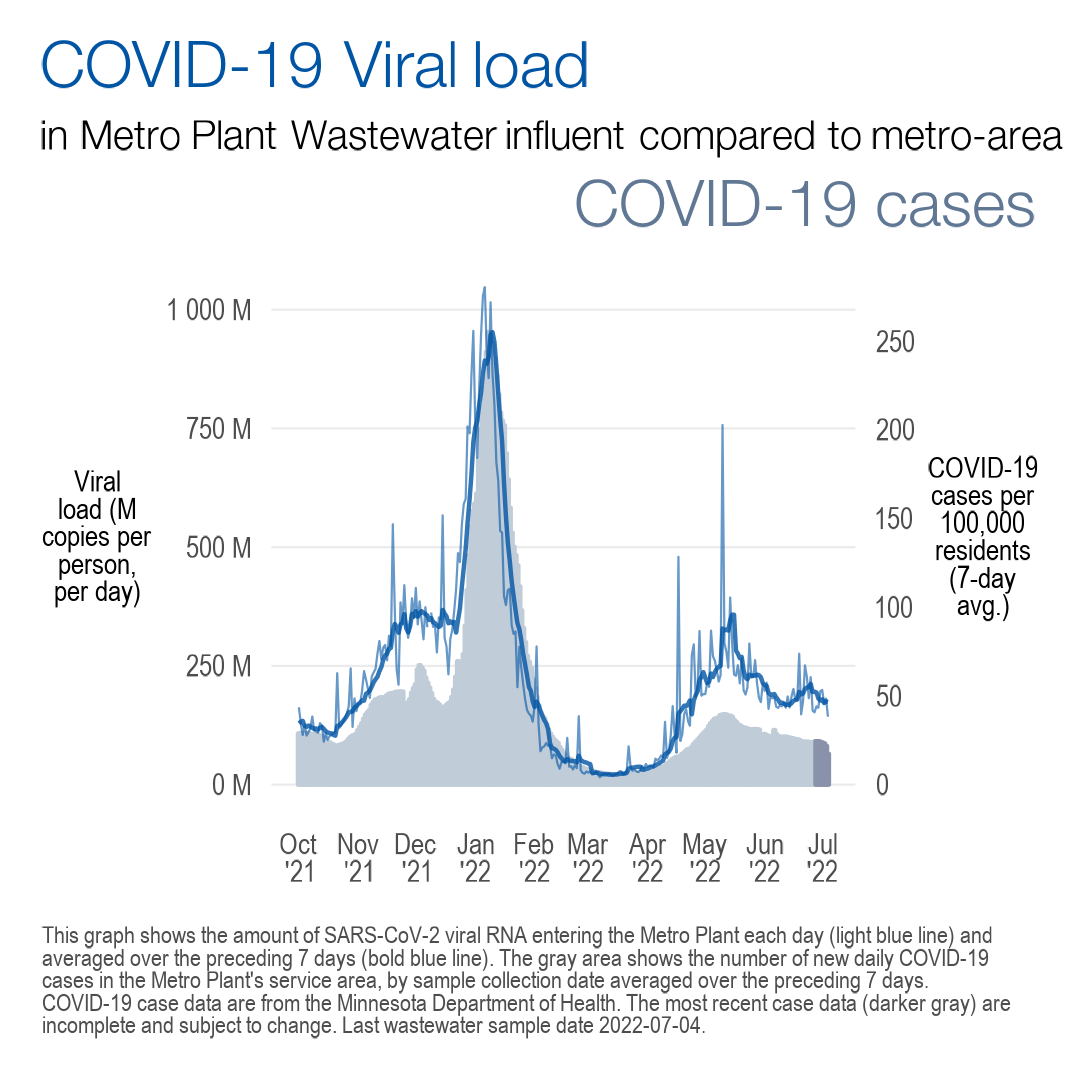 COVID-19 Viral load
in Metro Plant Wastewater influent compared to metro-area
COVID-19 cases
1 000 M
750 M
500 M
250 M
0 M
Viral
load (M
copies per
person,
per day)
250
200
150
100
50
0
COVID-19
cases per
100,000
residents
(7-day
avg.)
Oct Nov Dec Jan Feb Mar Apr May Jun Jul
'21 '21 '21 '22 '22 '22 '22 '22 '22 '22
This graph shows the amount of SARS-CoV-2 viral RNA entering the Metro Plant each day (light blue line) and
averaged over the preceding 7 days (bold blue line). The gray area shows the number of new daily COVID-19
cases in the Metro Plant's service area, by sample collection date averaged over the preceding 7 days.
COVID-19 case data are from the Minnesota Department of Health. The most recent case data (darker gray) are
incomplete and subject to change. Last wastewater sample date 2022-07-04.